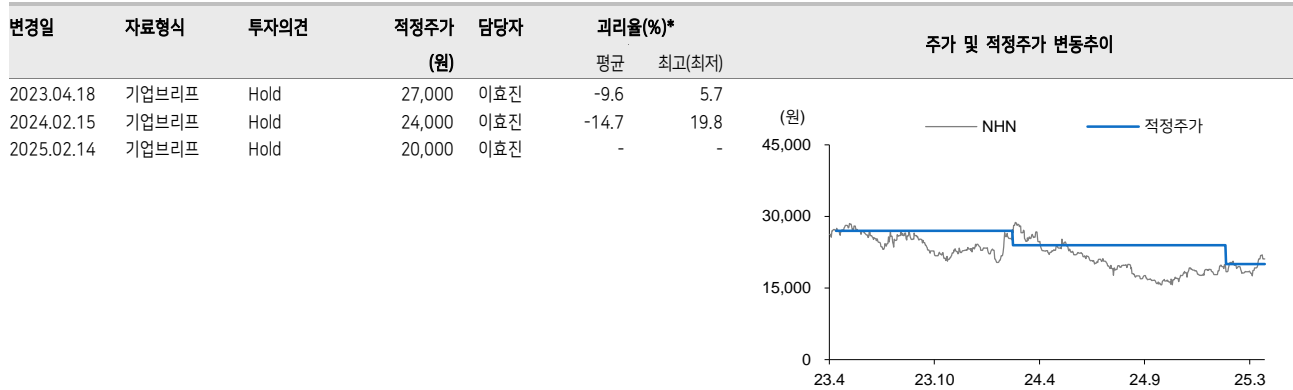 변경일 자료형식 투자의견 적정주가 담당자 괴리율(%)*
(원) 평균 최고(최저)
2023.04.18 기업브리프 Hold 27,000 이효진 -9.6 5.7
2024.02.15 기업브리프 Hold 24,000 이효진 -14.7 19.8
2025.02.14 기업브리프 Hold 20,000 이효진 - -
주가 및 적정주가 변동추이
(원) NHN 적정주가
45,000
30,000
15,000
0
23.4 23.10 24.4 24.9 25.3